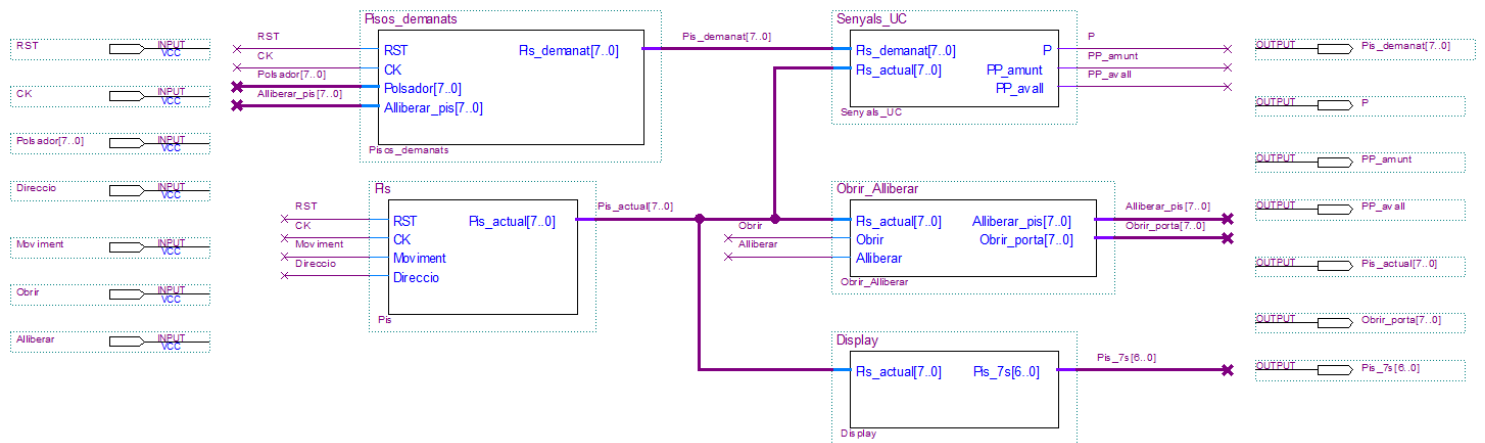 RST INPUT VCC
CK INPUT VCC
Polsador[7..0] INPUT VCC
Direccio INPUT VCC
Moviment INPUT VCC
Obrir INPUT VCC
Alliberar INPUT VCC
Pisos_demanats
RST
CK
Polsador[7..0]
Alliberar_pis[7..0]
RST Pis_demanat[7..0]
CK
Polsador[7..0]
Alliberar_pis[7..0]
Pisos_demanats
Pis_demanat[7..0]
Senyals_UC
Pis_demanat[7..0] P
Pis_actual[7..0] PP_amunt
PP_avall
Senyals_UC
P
PP_amunt
PP_avall
Pis
RST
CK
Moviment
Direccio
RST Pis_actual[7..0]
CK
Moviment
Direccio
Pis
Pis_actual[7..0]
Obrir_Alliberar
Obrir
Alliberar
Pis_actual[7..0] Alliberar_pis[7..0]
Obrir Obrir_porta[7..0]
Alliberar
Obrir_Alliberar
Alliberar_pis[7..0]
Obrir_porta[7..0]
Display
Pis_actual[7..0] Pis_7s[6..0]
Display
Pis_7s[6..0]
OUTPUT Pis_demanat[7..0]
OUTPUT P
OUTPUT PP_amunt
OUTPUT PP_avall
OUTPUT Pis_actual[7..0]
OUTPUT Obrir_porta[7..0]
OUTPUT Pis_7s[6..0]